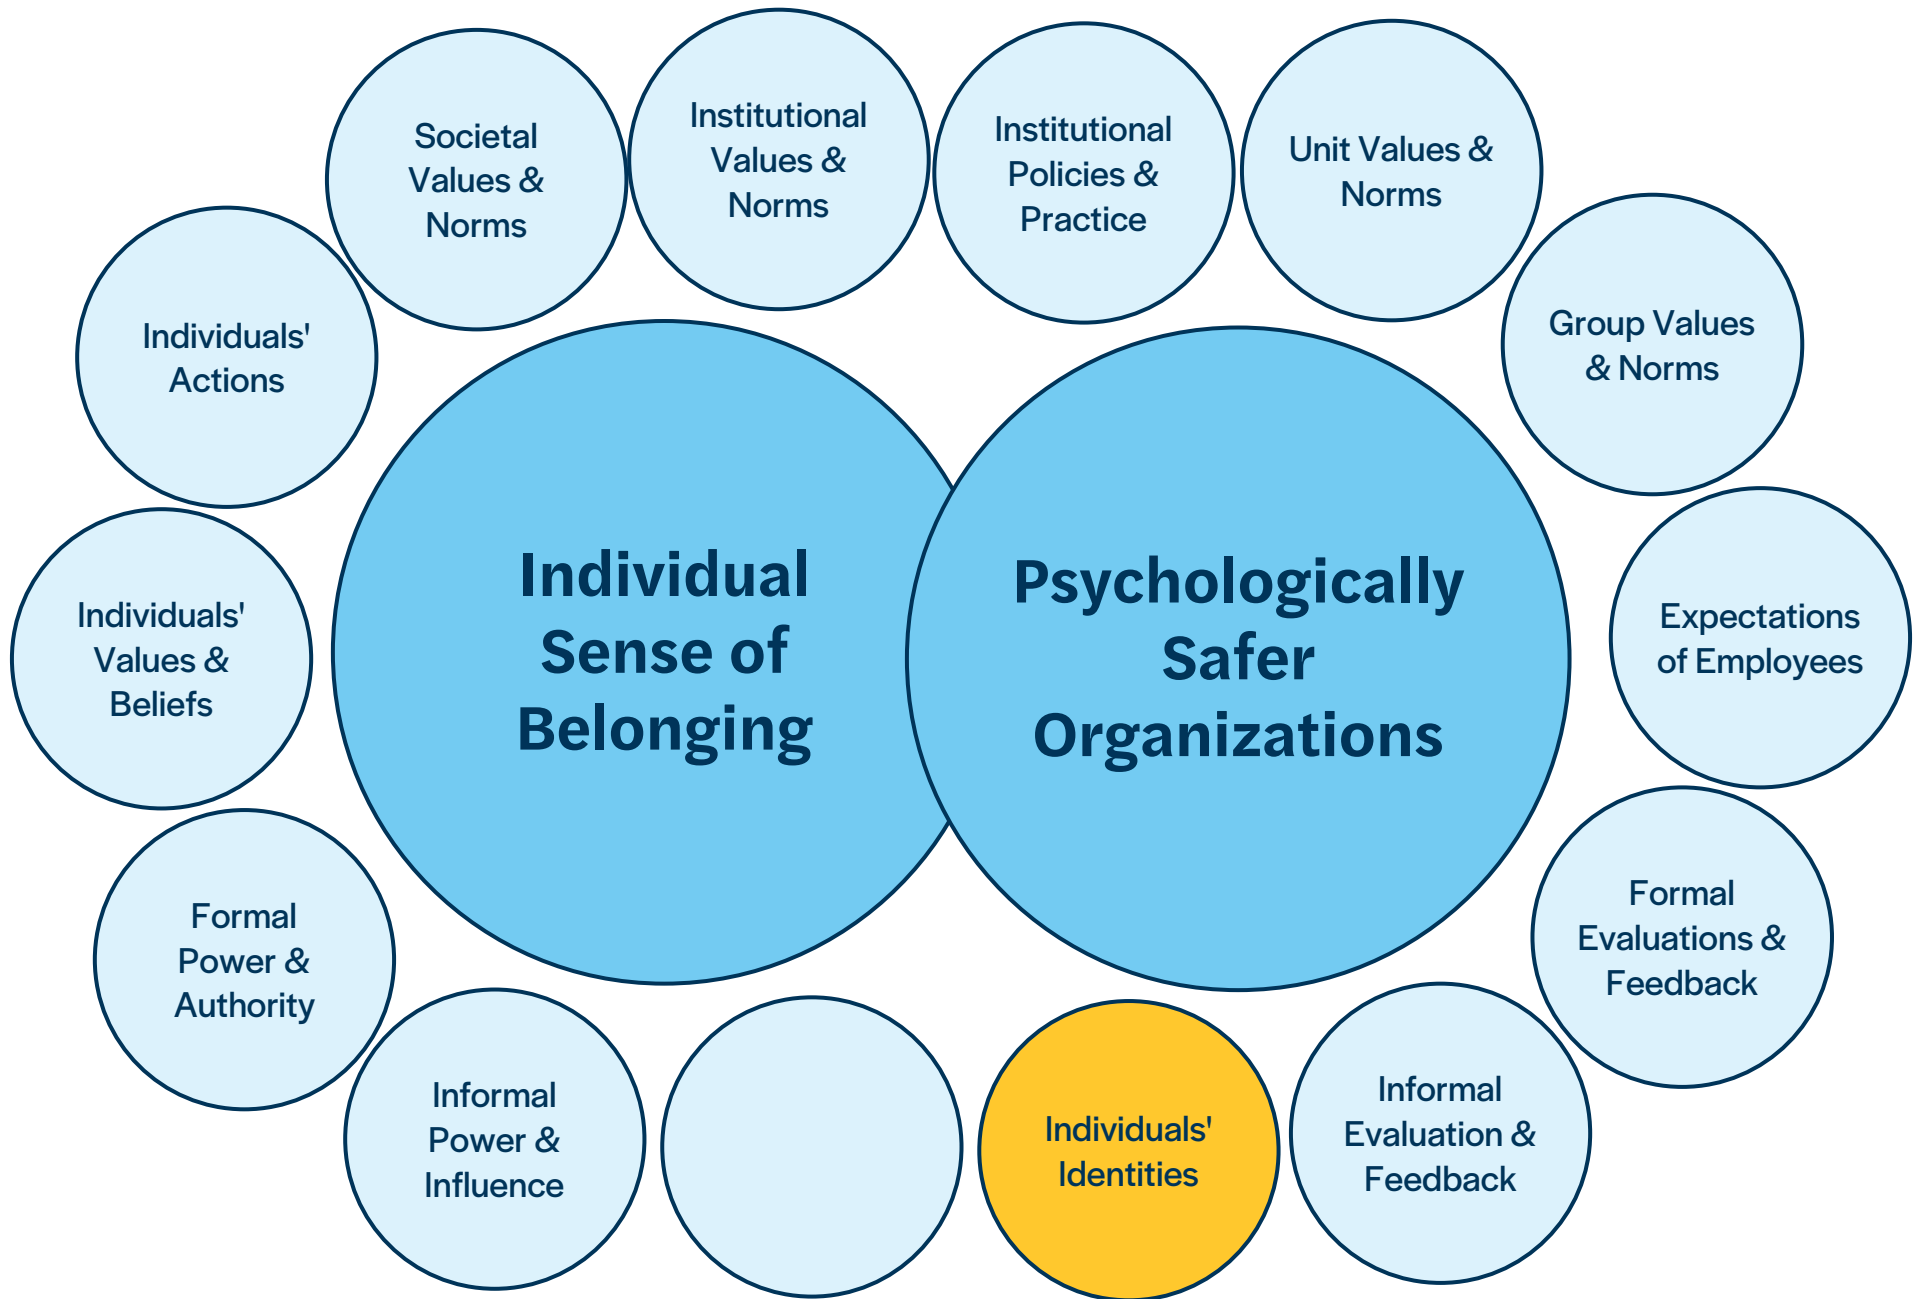 Societal
Values &
Norms
Institutional
Values &
Norms
Institutional
Policies &
Practice
Unit Values &
Norms
Individuals'
Actions
Group Values
& Norms
Individual
Sense of
Belonging
Psychologically
Safer
Organizations
Individuals'
Values &
Beliefs
Expectations
of Employees
Formal
Power &
Authority
Formal
Evaluations &
Feedback
Informal
Power &
Influence
Individuals'
Identities
Informal
Evaluation &
Feedback